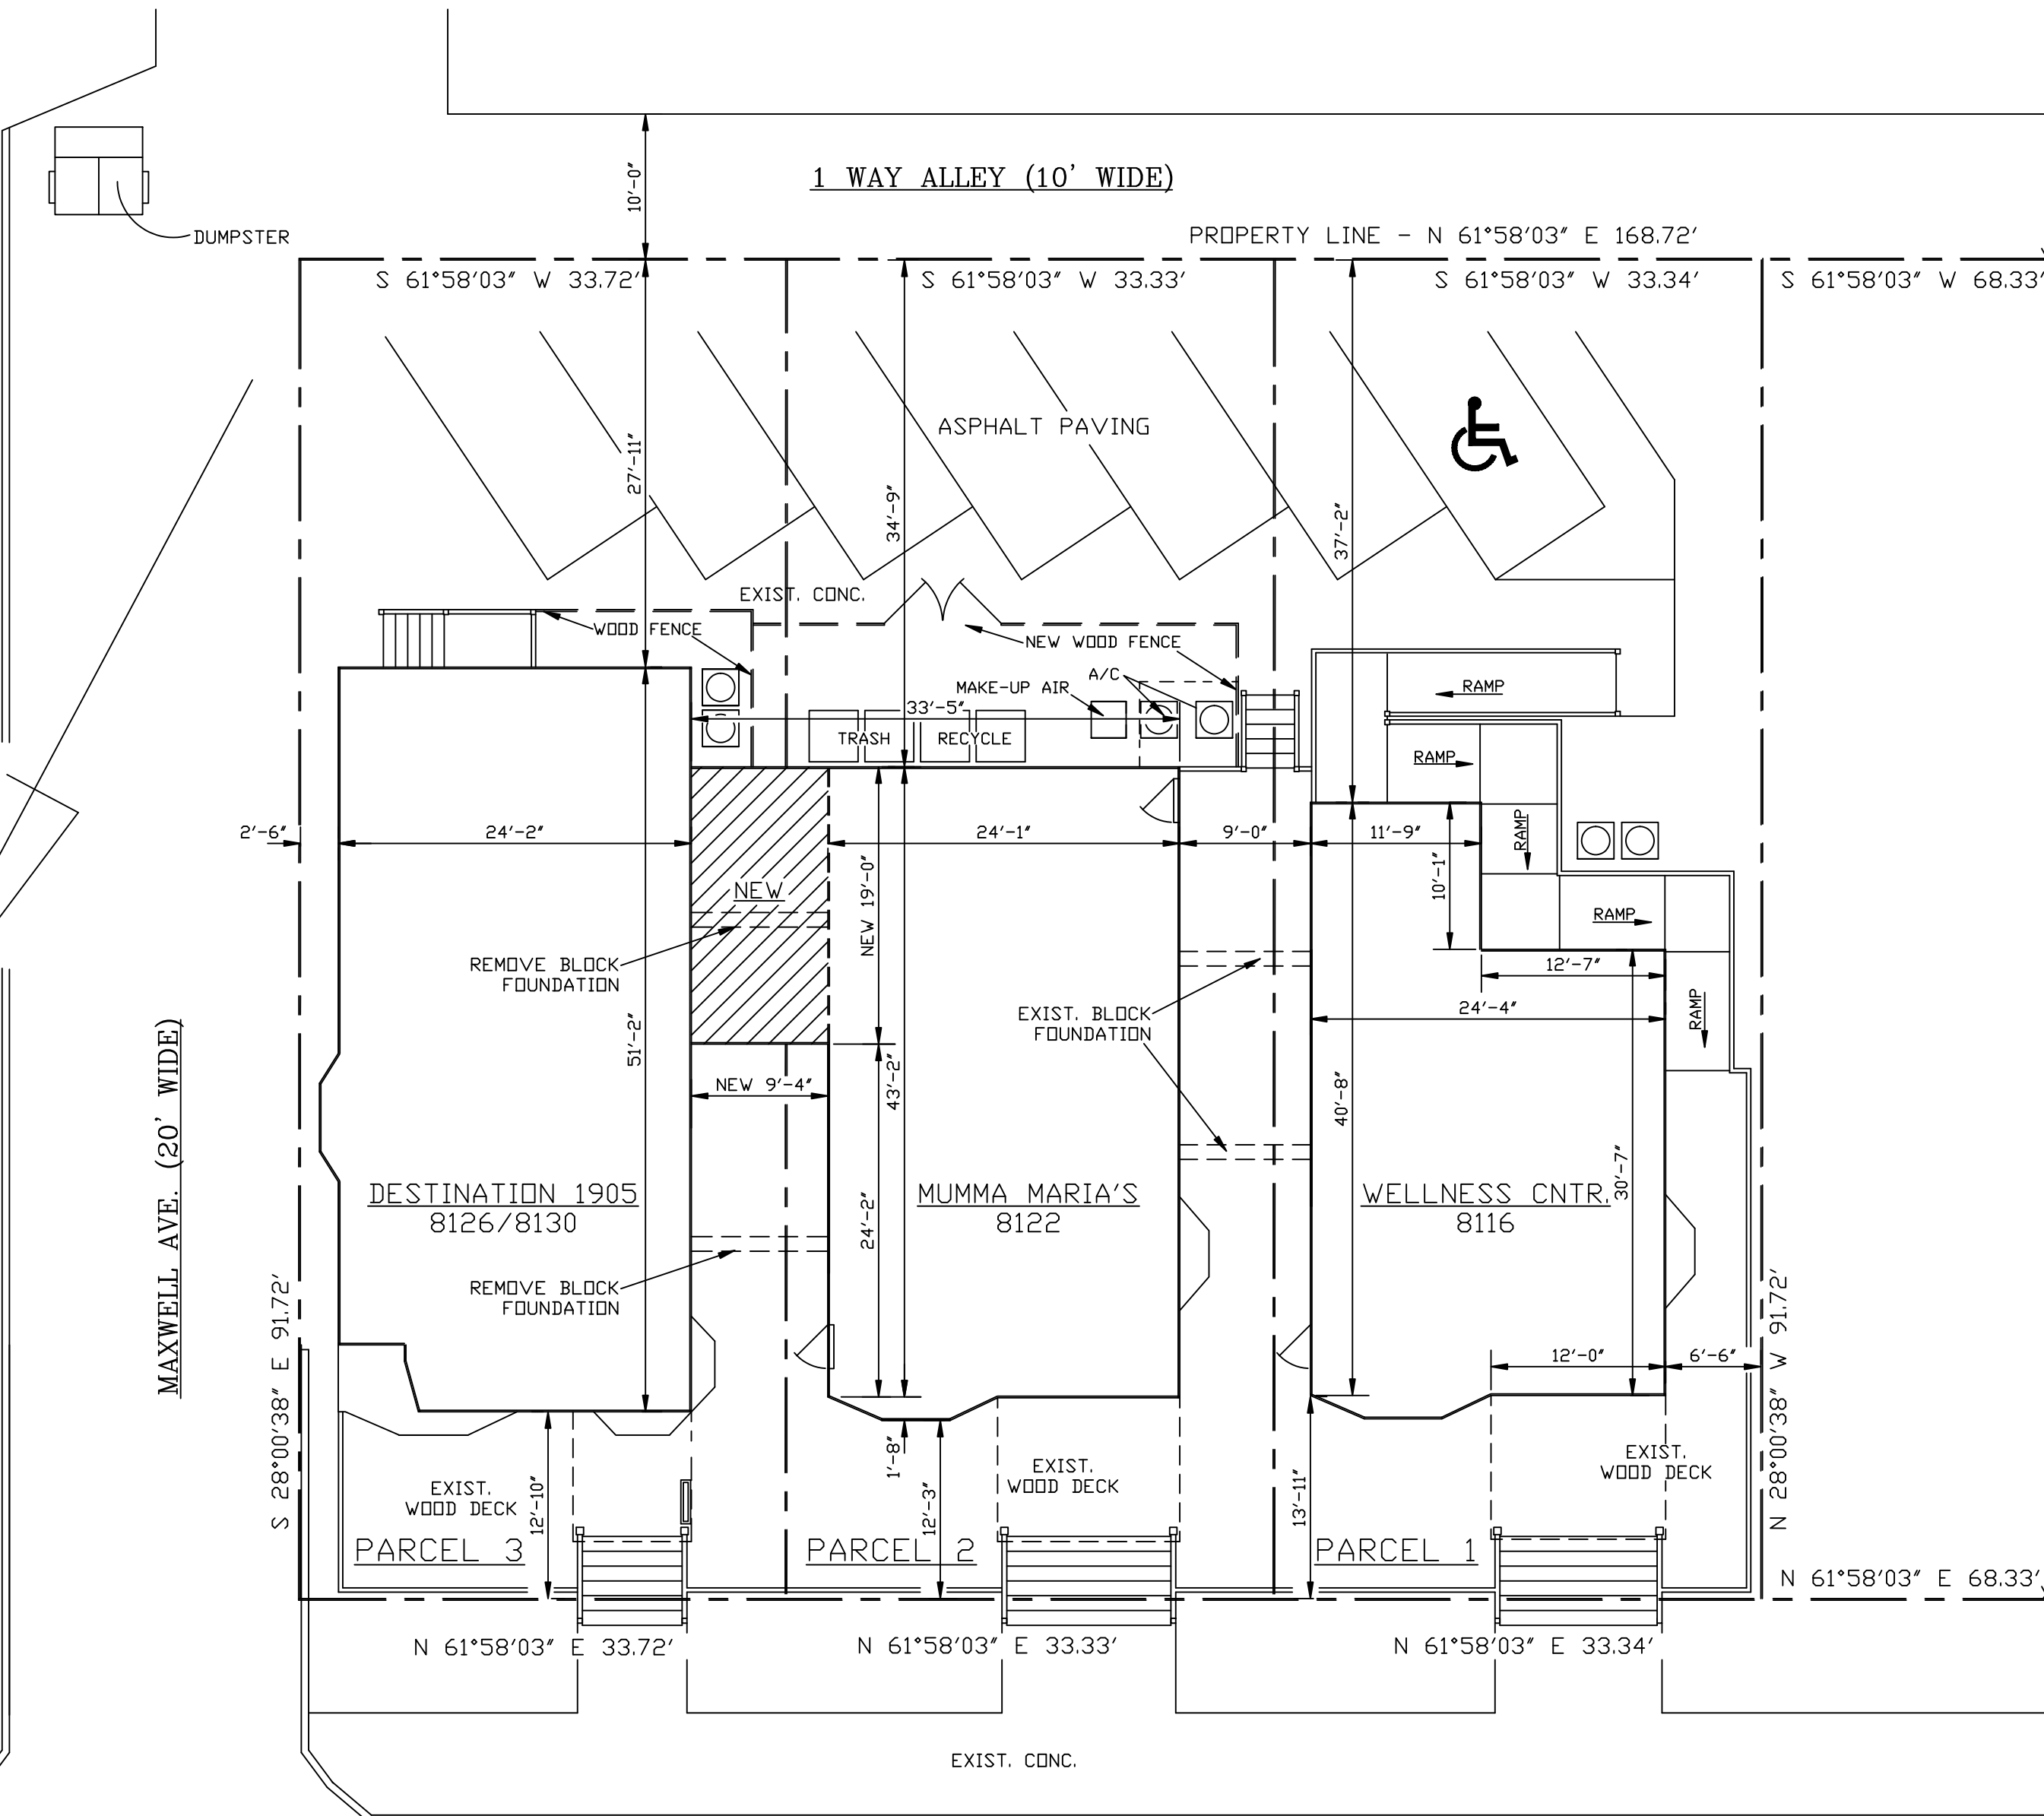 10'-0"
1 WAY ALLEY (10' WIDE)
DUMPSTER
PROPERTY LINE - N 61°58'03" E 168.72'
S 61°58'03" W 33.72'
S 61°58'03" W 33.33'
S 61°58'03" W 33.34'
S 61°58'03" W 68.33'
ASPHALT PAVING
27'-11"
34'-9"
37'-2"
EXIST. CONC.
WOOD FENCE
NEW WOOD FENCE
A/C
MAKE-UP AIR
RAMP
33'-5"
TRASH
RECYCLE
RAMP
2'-6"
24'-2"
24'-1"
9'-0"
11'-9"
RAMP
10'-1"
NEW
NEW 19'-0"
RAMP
REMOVE BLOCK
FOUNDATION
12'-7"
EXIST. BLOCK
FOUNDATION
24'-4"
RAMP
51'-2"
NEW 9'-4"
43'-2"
40'-8"
MAXWELL AVE. (20' WIDE)
DESTINATION 1905
8126/8130
24'-2"
MUMMA MARIA'S
8122
WELLNESS CNTR.
8116
30'-7"
REMOVE BLOCK
FOUNDATION
S 28°00'38" E 91.72'
N 28°00'38" W 91.72'
12'-0"
6'-6"
1'-8"
EXIST.
WOOD DECK
12'-10"
EXIST.
WOOD DECK
12'-3"
13'-11"
EXIST.
WOOD DECK
PARCEL 3
PARCEL 2
PARCEL 1
N 61°58'03" E 68.33'
N 61°58'03" E 33.72'
N 61°58'03" E 33.33'
N 61°58'03" E 33.34'
EXIST. CONC.